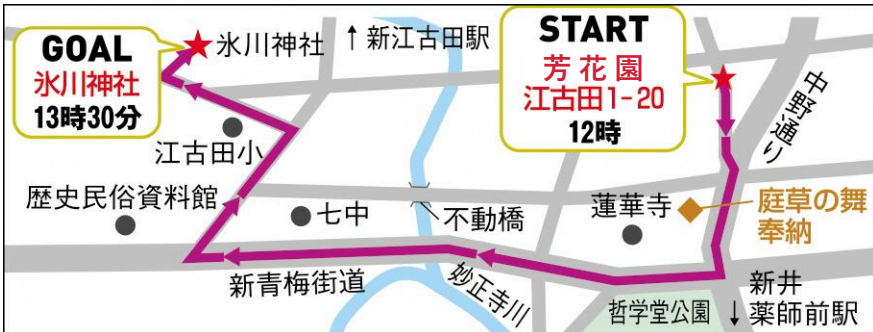 GOAL
氷川神社
13時30分
氷川神社
↑新江古田駅
START
芳花園
江古田1-20
12時
中野通り
江古田小
歴史民俗資料館
七中
不動橋
蓮華寺
庭草の舞
奉納
新青梅街道
妙正寺川
哲学堂公園
↓新井
薬師前駅